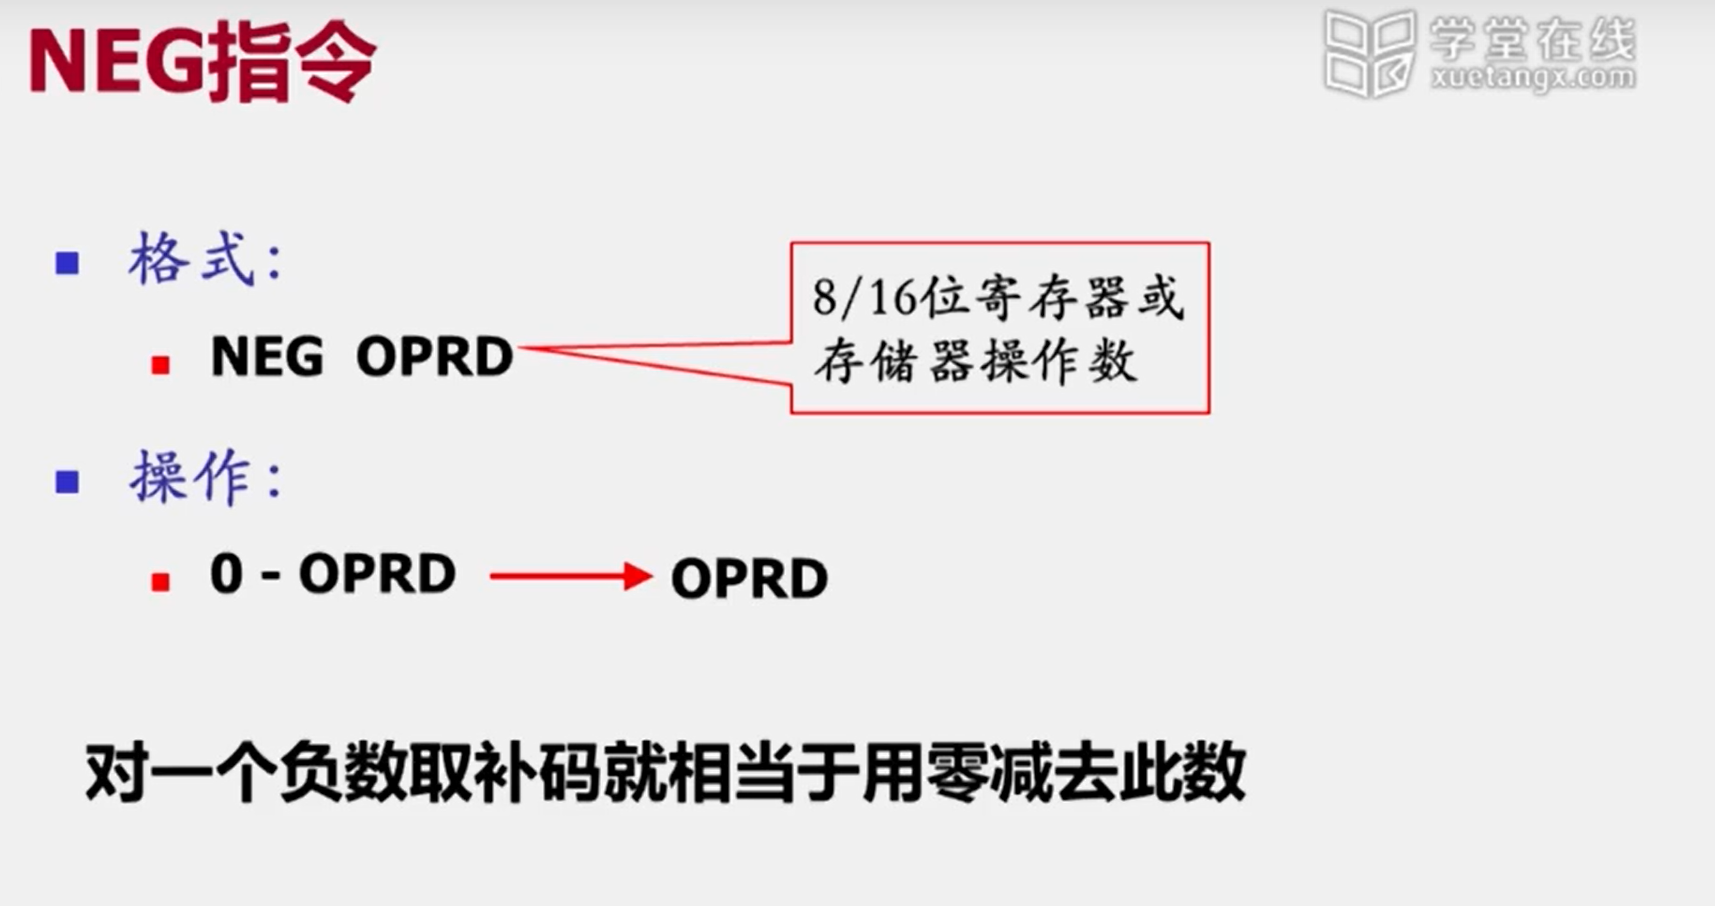 NEG指令
学堂在线
xuetangx.com
格式：
NEG OPRD
8/16位寄存器或
存储器操作数
操作：
0 - OPRD → OPRD
对一个负数取补码就相当于用零减去此数